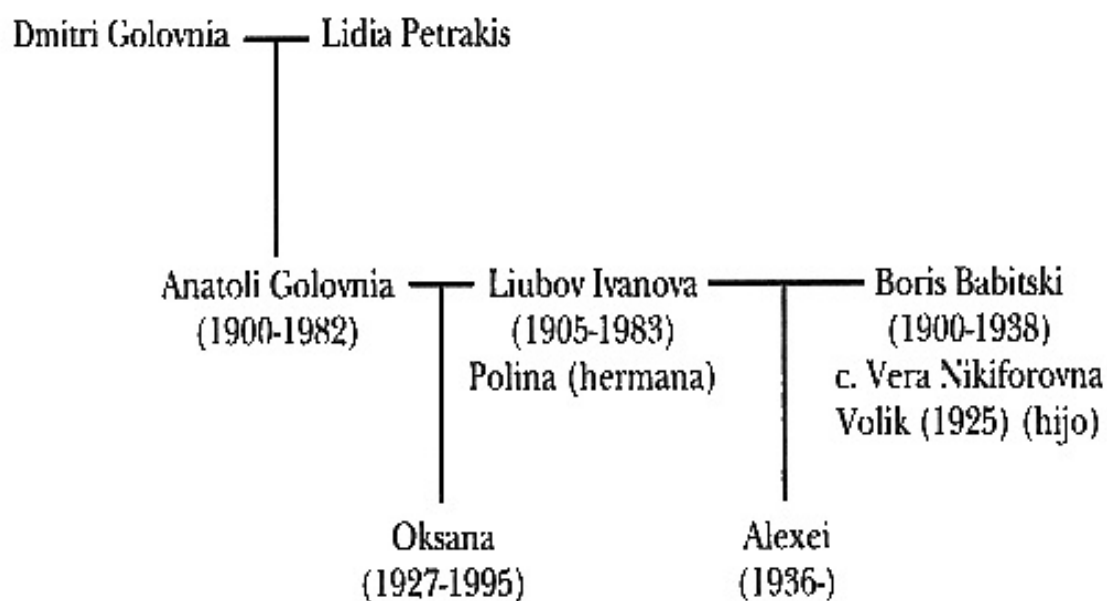 Dmitri Golovnia Lidia Petrakis
Anatoli Golovnia Liubov Ivanova Boris Babitski
(1900-1982) (1905-1983) (1900-1938)
Polina (hermana) c. Vera Nikiforovna
Volik (1925) (hijo)
Oksana Alexei
(1927-1995) (1936-)